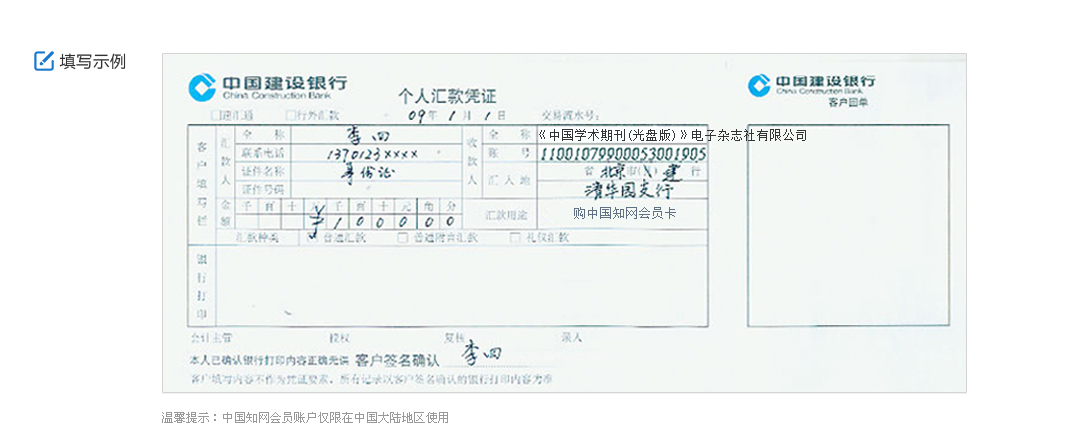 填写示例
中国建设银行
China Construction Bank
个人汇款凭证
中国建设银行
China Construction Bank
客户回单
速汇通 行外汇款 09年1月1日 交易流水号:
客户填写栏
汇款人
全 称 李四
联系电话 1370123××××
证件名称 身份证
证件号码
收款人
全 称 《中国学术期刊(光盘版)》电子杂志社有限公司
账 号 11001079900053001905
汇入地 省北京市(县)建行
清华园支行
金额 千百十万千百十元角分
¥100000
汇款用途 购中国知网会员卡
汇款种类 普通汇款 普通附言汇款 礼仪汇款
银行打印
会计主管 授权 复核 录入
本人已确认银行打印内容正确无误 客户签名确认 李四
客户填写内容不作为凭证要素,所有记录以客户签名确认的银行打印内容为准
温馨提示:中国知网会员账户仅限在中国大陆地区使用